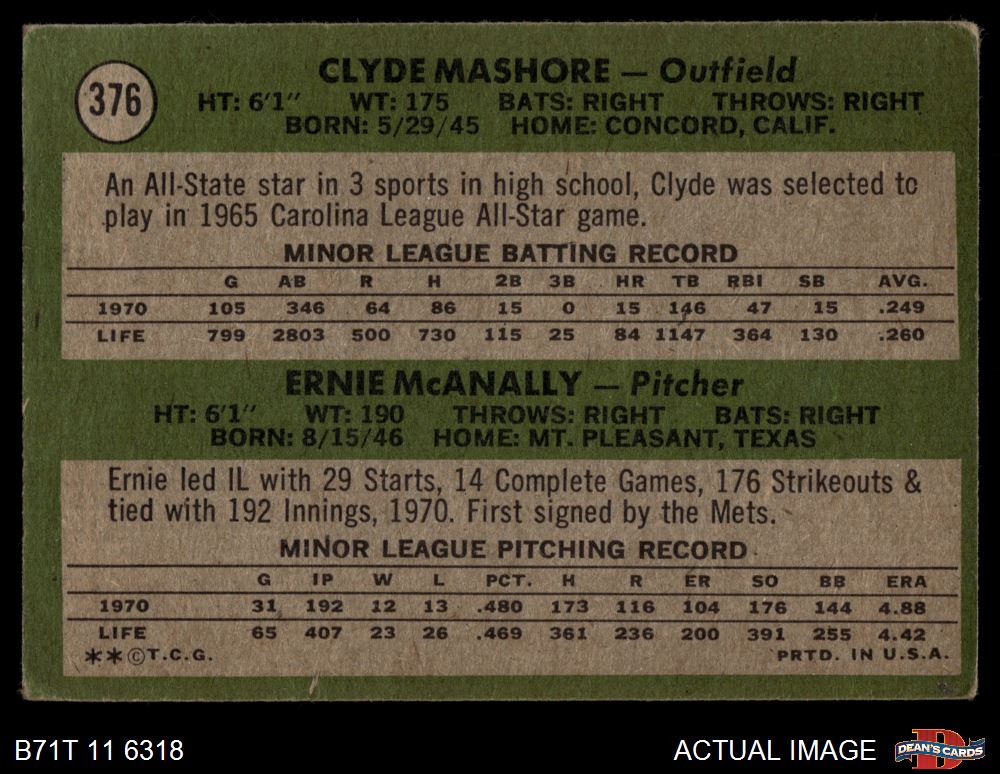 376
CLYDE MASHORE — Outfield
HT: 6'1" WT: 175 BATS: RIGHT THROWS: RIGHT
BORN: 5/29/45 HOME: CONCORD, CALIF.
An All-State star in 3 sports in high school, Clyde was selected to
play in 1965 Carolina League All-Star game.
MINOR LEAGUE BATTING RECORD
G AB R H 2B 3B HR TB RBI SB AVG.
1970 105 346 64 86 15 0 15 146 47 15 .249
LIFE 799 2803 500 730 115 25 84 1147 364 130 .260
ERNIE McANALLY — Pitcher
HT: 6'1" WT: 190 THROWS: RIGHT BATS: RIGHT
BORN: 8/15/46 HOME: MT. PLEASANT, TEXAS
Ernie led IL with 29 Starts, 14 Complete Games, 176 Strikeouts &
tied with 192 Innings, 1970. First signed by the Mets.
MINOR LEAGUE PITCHING RECORD
G IP W L PCT. H R ER SO BB ERA
1970 31 192 12 13 .480 173 116 104 176 144 4.88
LIFE 65 407 23 26 .469 361 236 200 391 255 4.42
**©T.C.G. PRTD. IN U.S.A.
B71T 11 6318 ACTUAL IMAGE DEAN'S CARDS